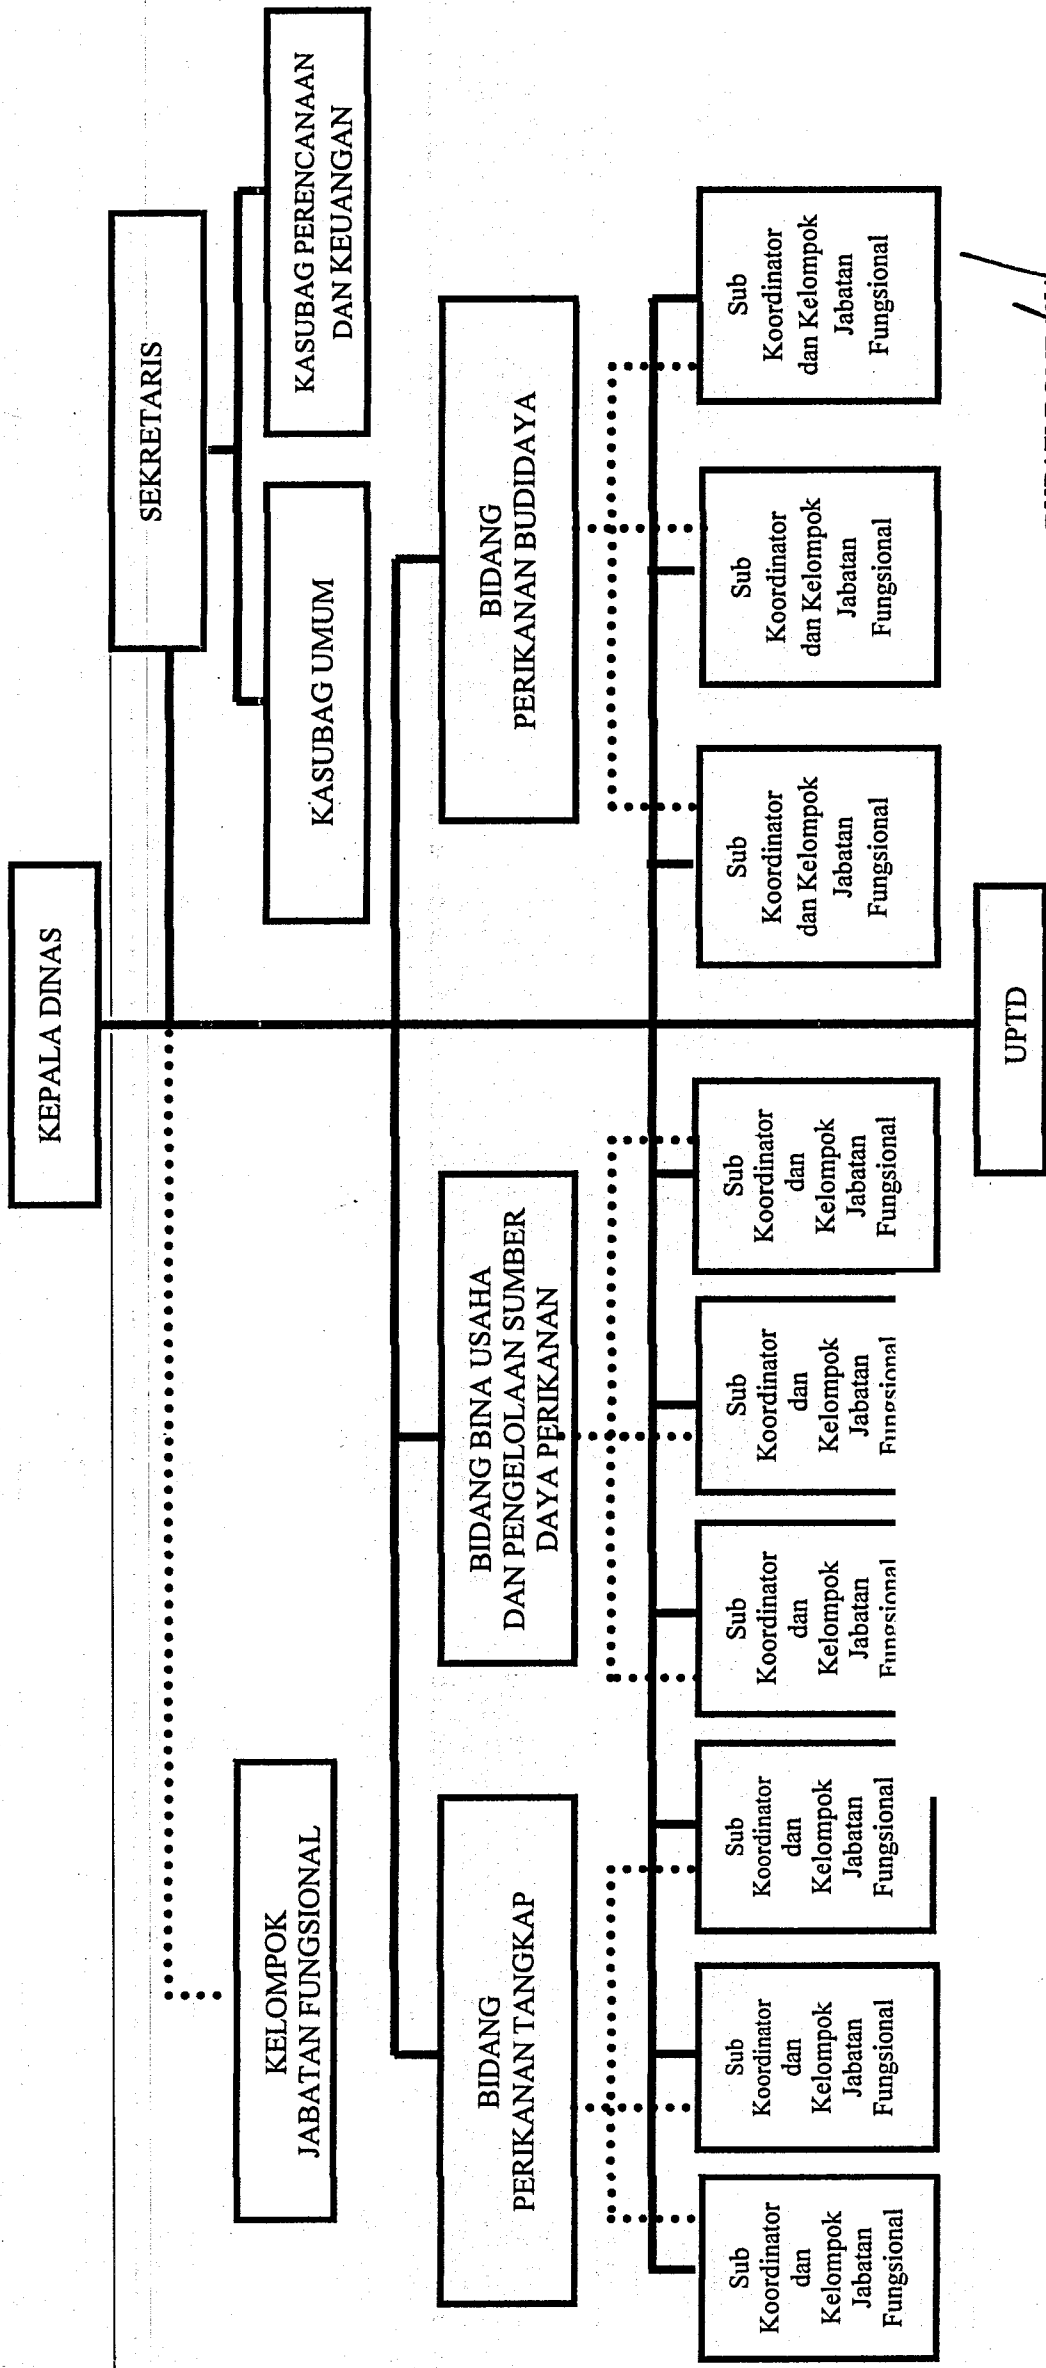 KEPALA DINAS
SEKRETARIS
KELOMPOK
JABATAN FUNGSIONAL
KASUBAG UMUM
KASUBAG PERENCANAAN
DAN KEUANGAN
BIDANG
PERIKANAN TANGKAP
BIDANG BINA USAHA
DAN PENGELOLAAN SUMBER
DAYA PERIKANAN
BIDANG
PERIKANAN BUDIDAYA
Sub
Koordinator
dan
Kelompok
Jabatan
Fungsional
Sub
Koordinator
dan
Kelompok
Jabatan
Fungsional
Sub
Koordinator
dan
Kelompok
Jabatan
Fungsional
Sub
Koordinator
dan
Kelompok
Jabatan
Fungsional
Sub
Koordinator
dan
Kelompok
Jabatan
Fungsional
Sub
Koordinator
dan
Kelompok
Jabatan
Fungsional
Sub
Koordinator
dan Kelompok
Jabatan
Fungsional
Sub
Koordinator
dan Kelompok
Jabatan
Fungsional
Sub
Koordinator
dan Kelompok
Jabatan
Fungsional
UPTD